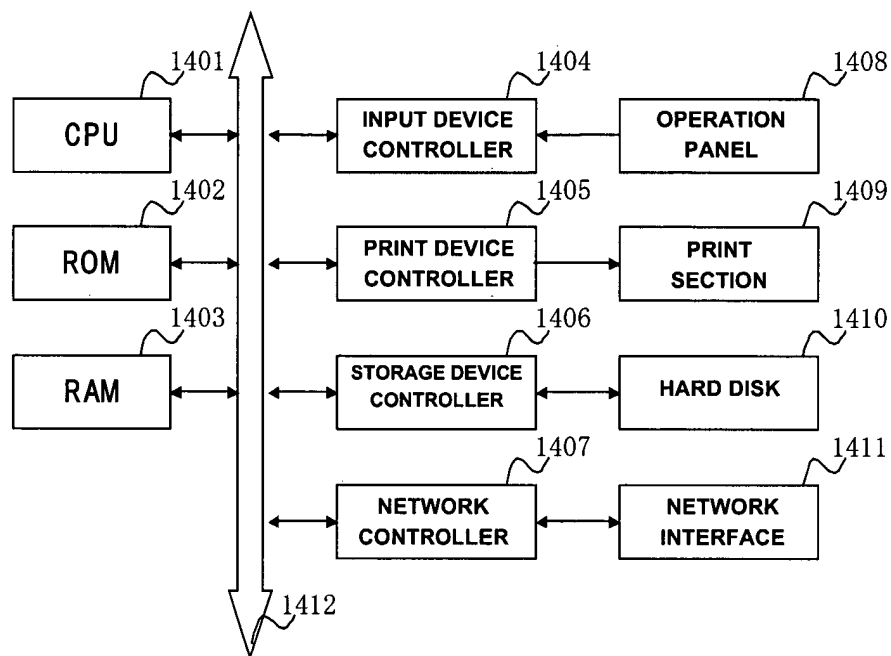 1401
CPU
1404
INPUT DEVICE
CONTROLLER
1408
OPERATION
PANEL
1402
ROM
1405
PRINT DEVICE
CONTROLLER
1409
PRINT
SECTION
1403
RAM
1406
STORAGE DEVICE
CONTROLLER
1410
HARD DISK
1407
NETWORK
CONTROLLER
1411
NETWORK
INTERFACE
1412